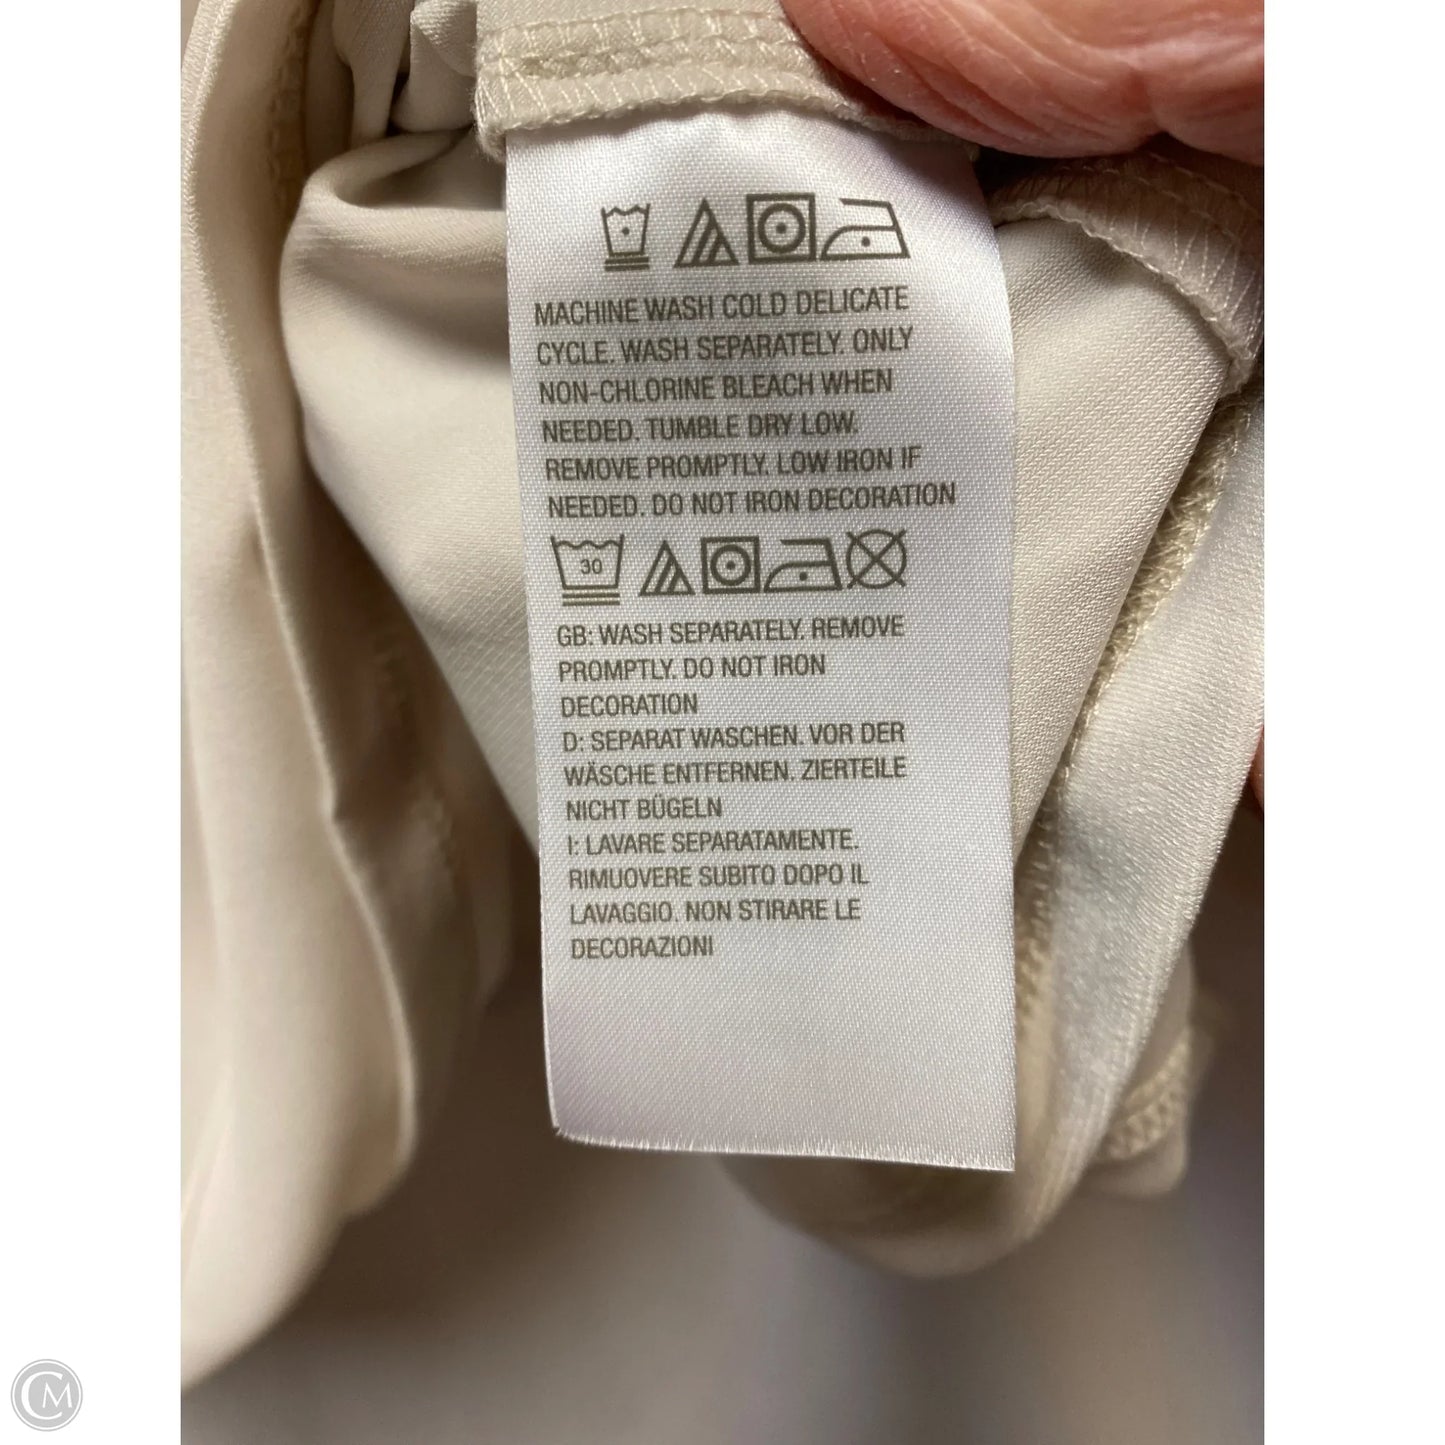 MACHINE WASH COLD DELICATE
CYCLE. WASH SEPARATELY. ONLY
NON-CHLORINE BLEACH WHEN
NEEDED. TUMBLE DRY LOW.
REMOVE PROMPTLY. LOW IRON IF
NEEDED. DO NOT IRON DECORATION
30
GB: WASH SEPARATELY. REMOVE
PROMPTLY. DO NOT IRON
DECORATION
D: SEPARAT WASCHEN. VOR DER
WÄSCHE ENTFERNEN. ZIERTEILE
NICHT BÜGELN
I: LAVARE SEPARATAMENTE.
RIMUOVERE SUBITO DOPO IL
LAVAGGIO. NON STIRARE LE
DECORAZIONI
CM